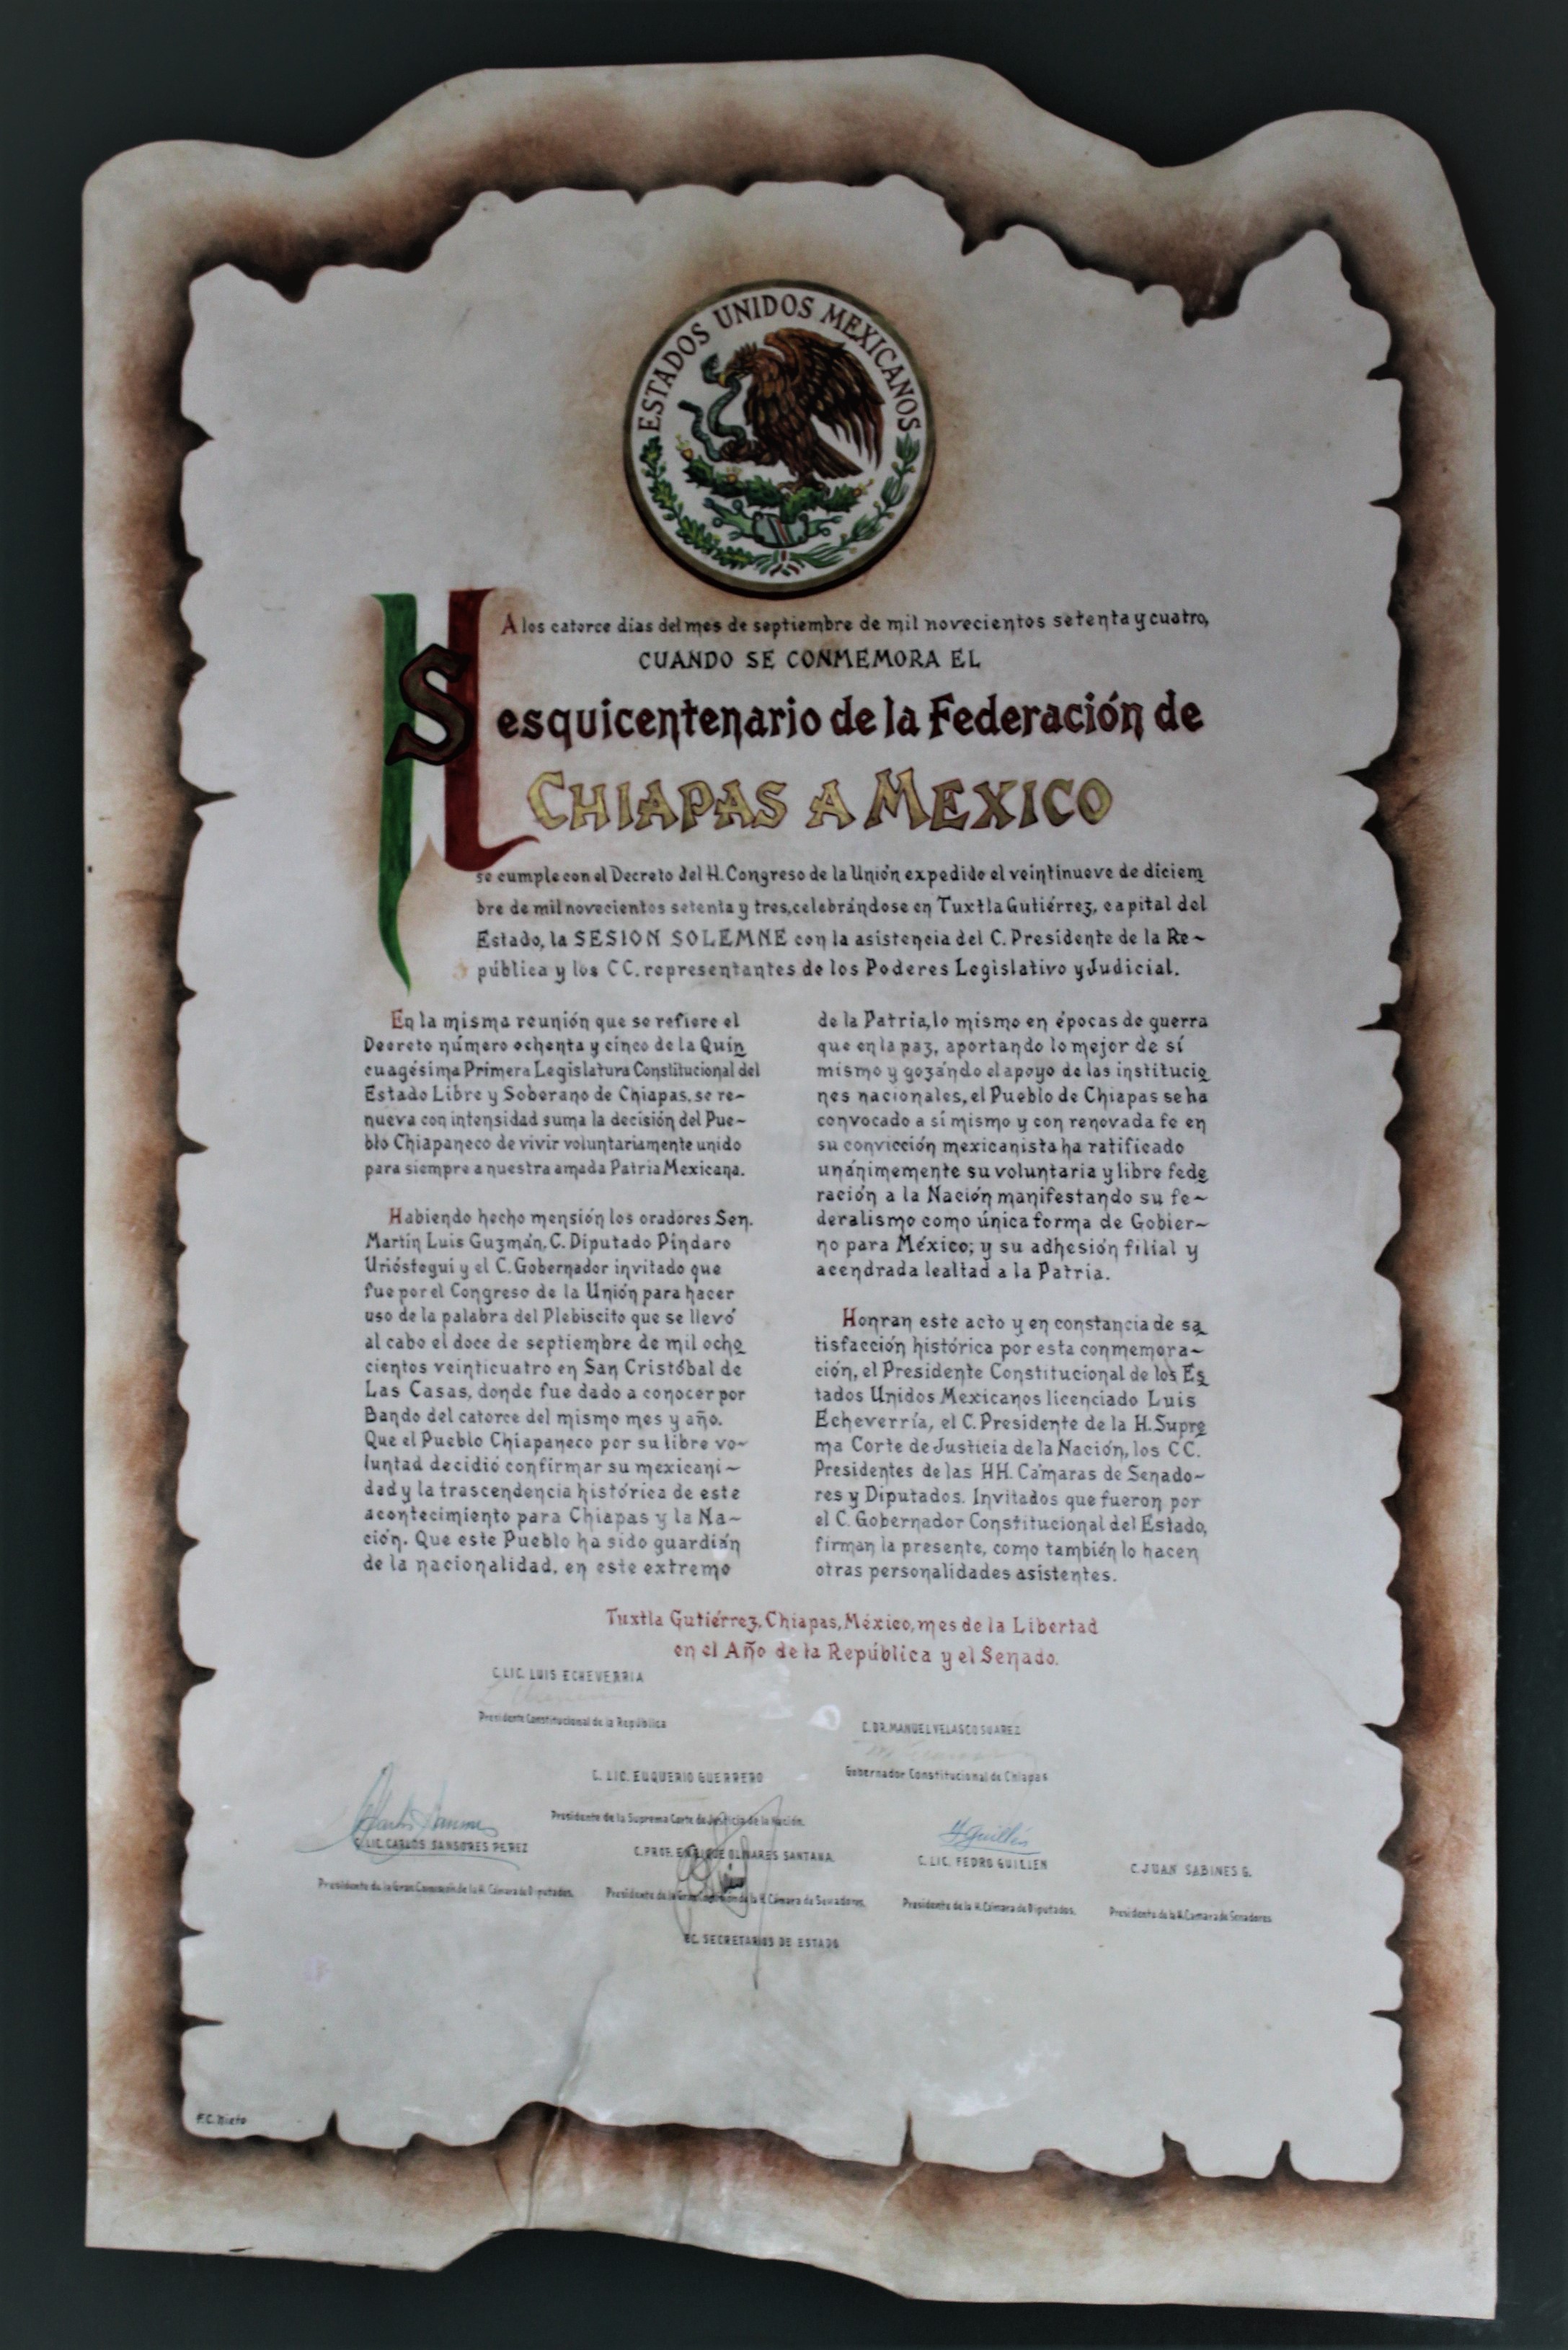 ESTADOS UNIDOS MEXICANOS
A los catorce días del mes de septiembre de mil novecientos setenta y cuatro,
CUANDO SE CONMEMORA EL
Sesquicentenario de la Federación de
CHIAPAS A MEXICO
se cumple con el Decreto del H. Congreso de la Unión expedido el veintinueve de diciem
bre de mil novecientos setenta y tres, celebrándose en Tuxtla Gutiérrez, capital del
Estado, la SESION SOLEMNE con la asistencia del C. Presidente de la Re~
pública y los CC. representantes de los Poderes Legislativo y Judicial.
En la misma reunión que se refiere el
Decreto número ochenta y cinco de la Quin
cuagésima Primera Legislatura Constitucional del
Estado Libre y Soberano de Chiapas, se re~
nueva con intensidad suma la decisión del Pue~
blo Chiapaneco de vivir voluntariamente unido
para siempre a nuestra amada Patria Mexicana.
Habiendo hecho mensión los oradores Sen.
Martín Luis Guzmán, C. Diputado Píndaro
Urióstegui y el C. Gobernador invitado que
fue por el Congreso de la Unión para hacer
uso de la palabra del Plebiscito que se llevó
al cabo el doce de septiembre de mil ocho
cientos veinticuatro en San Cristóbal de
Las Casas, donde fue dado a conocer por
Bando del catorce del mismo mes y año.
Que el Pueblo Chiapaneco por su libre vo~
luntad decidió confirmar su mexicani~
dad y la trascendencia histórica de este
acontecimiento para Chiapas y la Na~
ción. Que este Pueblo ha sido guardián
de la nacionalidad, en este extremo
de la Patria, lo mismo en épocas de guerra
que en la paz, aportando lo mejor de sí
mismo y gozándo el apoyo de las institucio
nes nacionales, el Pueblo de Chiapas se ha
convocado a sí mismo y con renovada fe en
su convicción mexicanista ha ratificado
unánimemente su voluntaria y libre fede
ración a la Nación manifestando su fe~
deralismo como única forma de Gobier~
no para México; y su adhesión filial y
acendrada lealtad a la Patria.
Honran este acto y en constancia de sa
tisfacción histórica por esta conmemora~
ción, el Presidente Constitucional de los Es
tados Unidos Mexicanos licenciado Luis
Echeverría, el C. Presidente de la H. Supre
ma Corte de Justicia de la Nación, los CC.
Presidentes de las HH. Cámaras de Senado~
res y Diputados. Invitados que fueron por
el C. Gobernador Constitucional del Estado,
firman la presente, como también lo hacen
otras personalidades asistentes.
Tuxtla Gutiérrez, Chiapas, México, mes de la Libertad
en el Año de la República y el Senado.
C. LIC. LUIS ECHEVERRIA
Presidente Constitucional de la República
C. DR. MANUEL VELASCO SUAREZ
Gobernador Constitucional de Chiapas
C. LIC. EUQUERIO GUERRERO
Presidente de la Suprema Corte de Justicia de la Nación.
C. LIC. CARLOS SANSORES PEREZ
Presidente de la Gran Comisión de la H. Cámara de Diputados.
C. PROF. ENRIQUE OLIVARES SANTANA.
Presidente de la Gran Comisión de la H. Cámara de Senadores.
C. LIC. PEDRO GUILLEN
Presidente de la H. Cámara de Diputados.
C. JUAN SABINES G.
Presidente de la H. Camara de Senadores
CC. SECRETARIOS DE ESTADO
F.C. Nieto